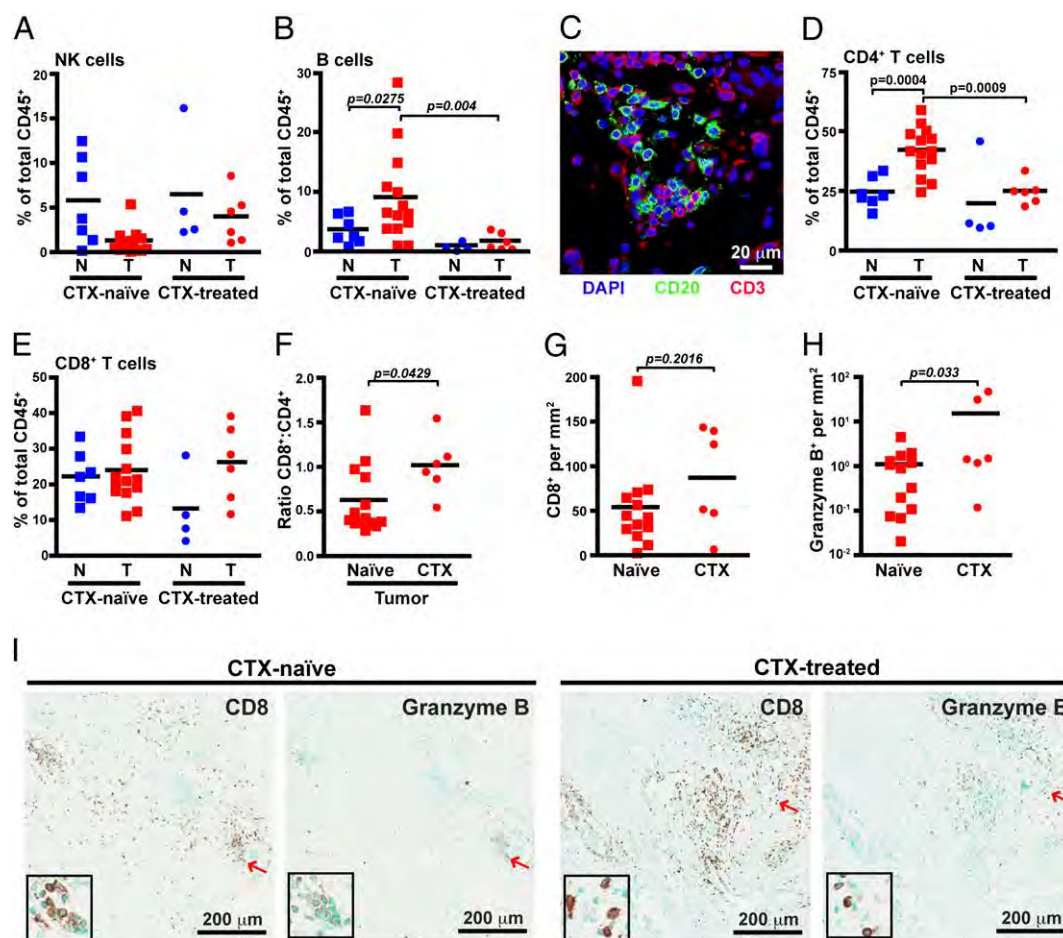 A
NK cells
% of total CD45⁺
20
15
10
5
0
N T N T
CTX-naïve CTX-treated
B
B cells
% of total CD45⁺
30
20
10
0
p=0.0275
p=0.004
N T N T
CTX-naïve CTX-treated
C
20 μm
DAPI CD20 CD3
D
CD4⁺ T cells
% of total CD45⁺
75
50
25
0
p=0.0004
p=0.0009
N T N T
CTX-naïve CTX-treated
E
CD8⁺ T cells
% of total CD45⁺
50
40
30
20
10
0
N T N T
CTX-naïve CTX-treated
F
Ratio CD8⁺:CD4⁺
2.0
1.5
1.0
0.5
0.0
p=0.0429
Naïve CTX
Tumor
G
CD8⁺ per mm²
200
150
100
50
0
p=0.2016
Naïve CTX
H
Granzyme B⁺ per mm²
10²
10¹
10⁰
10⁻¹
10⁻²
p=0.033
Naïve CTX
I
CTX-naïve CTX-treated
CD8 Granzyme B CD8 Granzyme B
200 μm 200 μm 200 μm 200 μm